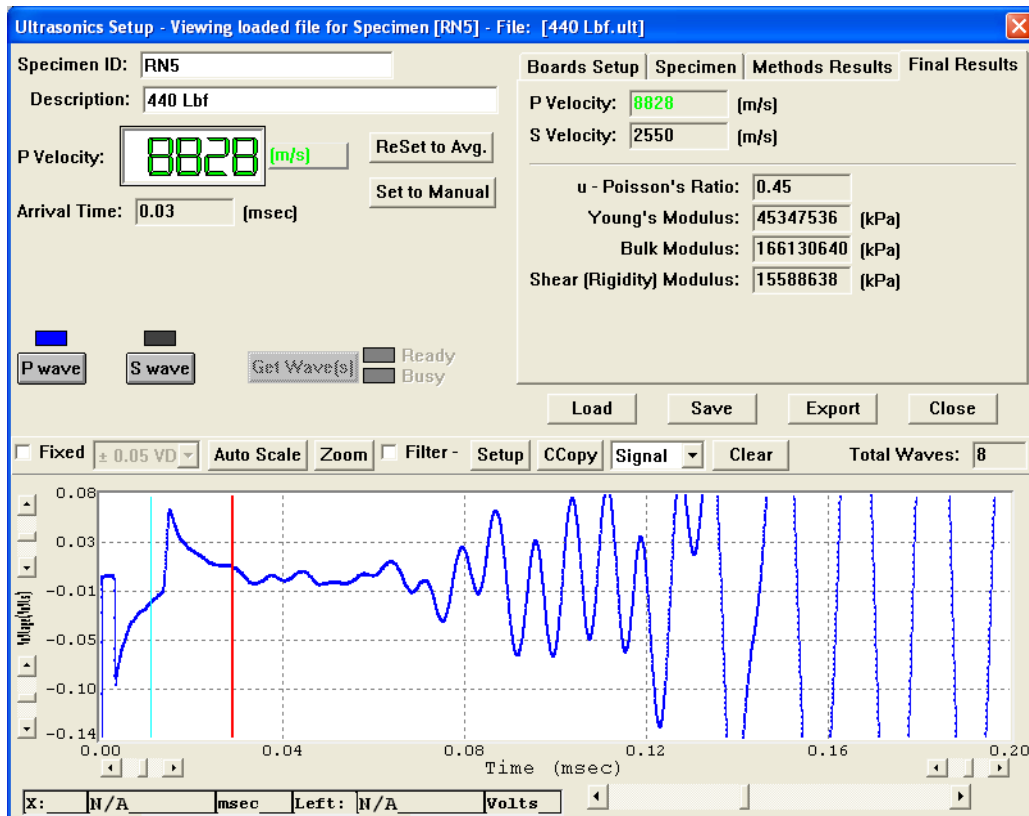 Ultrasonics Setup - Viewing loaded file for Specimen [RN5] - File: [440 Lbf.ult]
Specimen ID: RN5
Description: 440 Lbf
P Velocity: 8828 (m/s)
ReSet to Avg.
Set to Manual
Arrival Time: 0.03 (msec)
P wave
S wave
Get Wave(s)
Ready
Busy
Boards Setup Specimen Methods Results Final Results
P Velocity: 8828 (m/s)
S Velocity: 2550 (m/s)
u - Poisson's Ratio: 0.45
Young's Modulus: 45347536 (kPa)
Bulk Modulus: 166130640 (kPa)
Shear (Rigidity) Modulus: 15588638 (kPa)
Load Save Export Close
Fixed ± 0.05 VD Auto Scale Zoom Filter - Setup CCopy Signal Clear Total Waves: 8
Voltage(Volts)
0.08
0.03
-0.01
-0.05
-0.10
-0.14
0.00 0.04 0.08 0.12 0.16 0.20
Time (msec)
X: N/A msec Left: N/A Volts